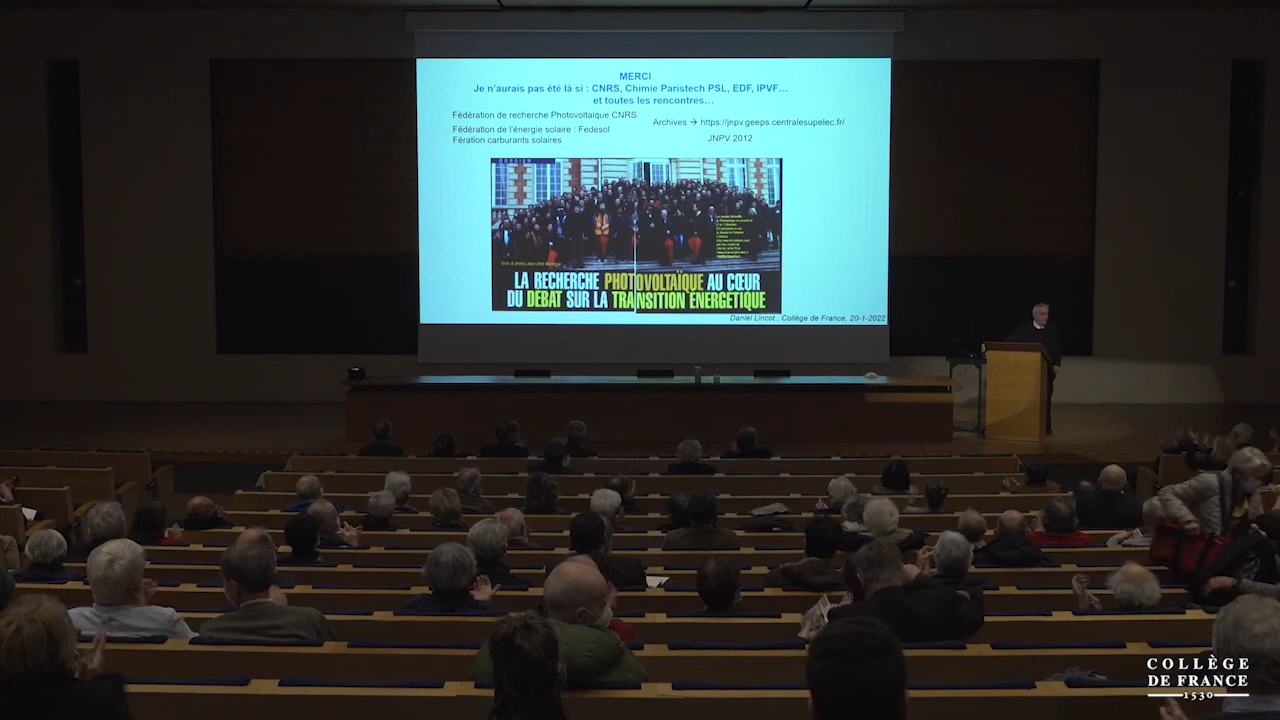 MERCI
Je n'aurais pas été là si : CNRS, Chimie Paristech PSL, EDF, IPVF…
et toutes les rencontres…
Fédération de recherche Photovoltaique CNRS
Fédération de l'énergie solaire : Fedesol
Fération carburants solaires
Archives → https://jnpv.geeps.centralesupelec.fr/
JNPV 2012
DOSSIER
LA RECHERCHE PHOTOVOLTAÏQUE AU CŒUR
DU DÉBAT SUR LA TRANSITION ÉNERGÉTIQUE
Daniel Lincot , Collége de France, 20-1-2022
COLLÈGE
DE FRANCE
1530